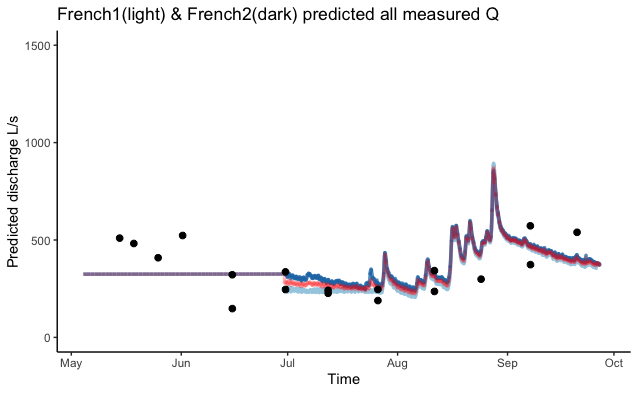 French1(light) & French2(dark) predicted all measured Q
1500
1000
500
0
Predicted discharge L/s
May Jun Jul Aug Sep Oct
Time